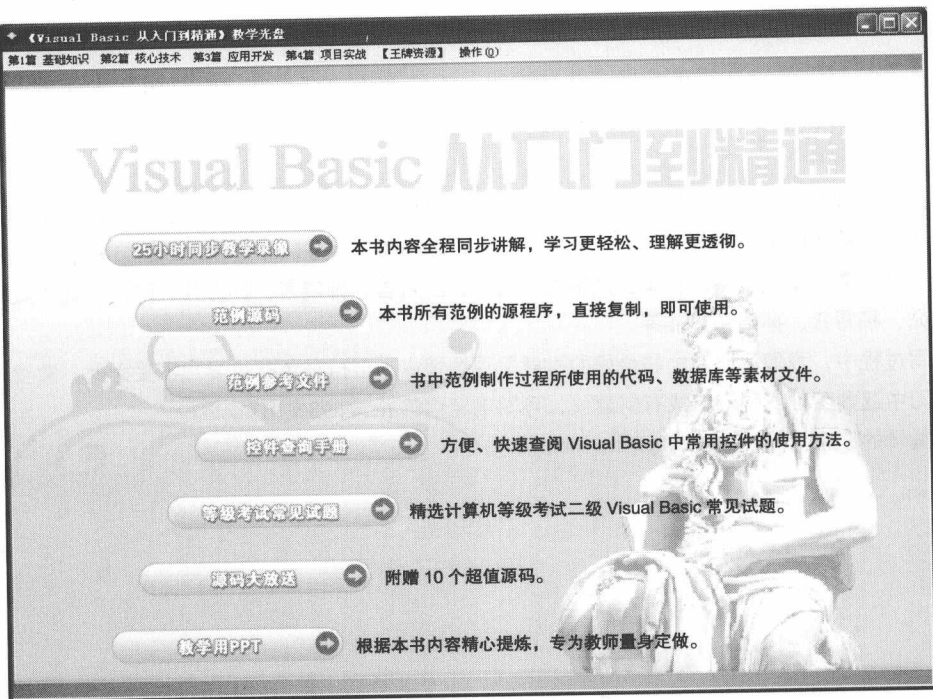 《Visual Basic 从入门到精通》教学光盘
第1篇 基础知识 第2篇 核心技术 第3篇 应用开发 第4篇 项目实战 【王牌资源】 操作(Q)
Visual Basic 从入门到精通
25小时同步教学录像 本书内容全程同步讲解，学习更轻松、理解更透彻。
范例源码 本书所有范例的源程序，直接复制，即可使用。
范例参考文件 书中范例制作过程所使用的代码、数据库等素材文件。
控件查询手册 方便、快速查阅 Visual Basic 中常用控件的使用方法。
等级考试常见试题 精选计算机等级考试二级 Visual Basic 常见试题。
源码大放送 附赠 10 个超值源码。
教学用PPT 根据本书内容精心提炼，专为教师量身定做。